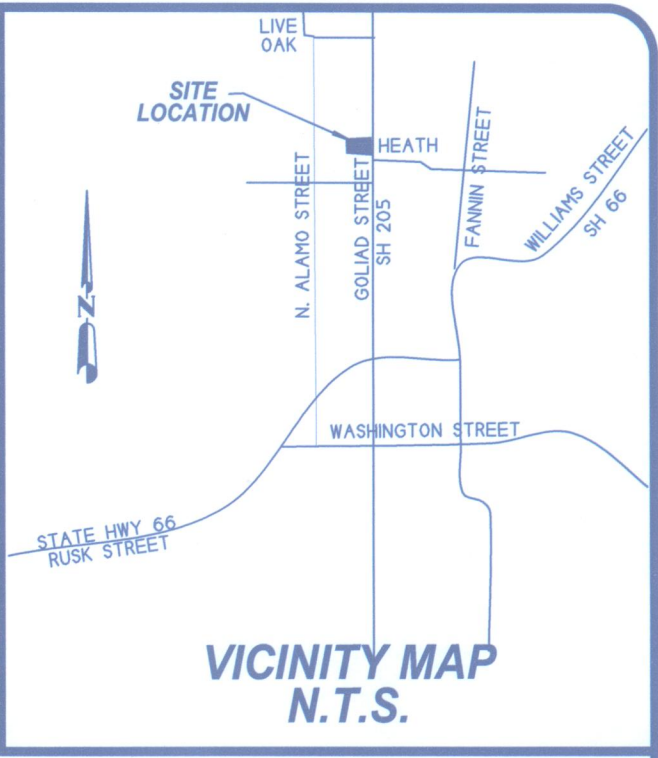 LIVE
OAK
SITE
LOCATION
HEATH
N. ALAMO STREET
GOLIAD STREET
SH 205
FANNIN STREET
WILLIAMS STREET
SH 66
N
WASHINGTON STREET
STATE HWY 66
RUSK STREET
VICINITY MAP
N.T.S.